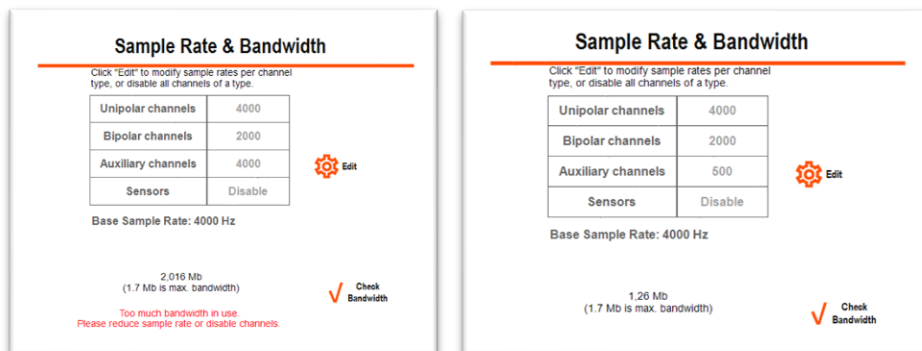 Sample Rate & Bandwidth
Click "Edit" to modify sample rates per channel
type, or disable all channels of a type.
Unipolar channels 4000
Bipolar channels 2000
Auxiliary channels 4000
Sensors Disable
Edit
Base Sample Rate: 4000 Hz
2,016 Mb
(1.7 Mb is max. bandwidth)
Check
Bandwidth
Too much bandwidth in use.
Please reduce sample rate or disable channels.
Sample Rate & Bandwidth
Click "Edit" to modify sample rates per channel
type, or disable all channels of a type.
Unipolar channels 4000
Bipolar channels 2000
Auxiliary channels 500
Sensors Disable
Edit
Base Sample Rate: 4000 Hz
1,26 Mb
(1.7 Mb is max. bandwidth)
Check
Bandwidth